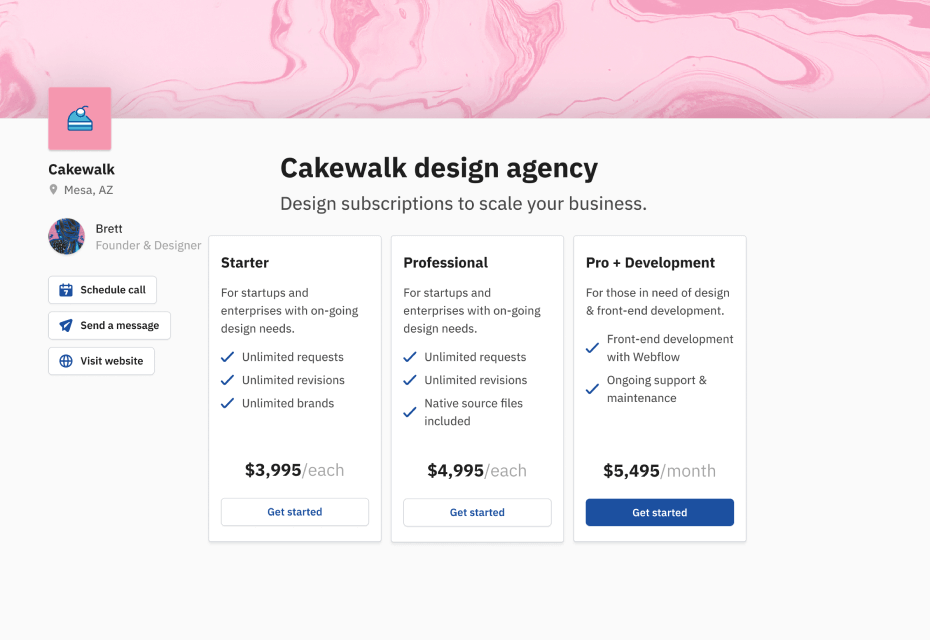 Cakewalk
Mesa, AZ
Brett
Founder & Designer
7
Schedule call
Send a message
Visit website
Cakewalk design agency
Design subscriptions to scale your business.
Starter
For startups and
enterprises with on-going
design needs.
Unlimited requests
Unlimited revisions
Unlimited brands
$3,995/each
Get started
Professional
For startups and
enterprises with on-going
design needs.
Unlimited requests
Unlimited revisions
Native source files
included
$4,995/each
Get started
Pro + Development
For those in need of design
& front-end development.
Front-end development
with Webflow
Ongoing support &
maintenance
$5,495/month
Get started